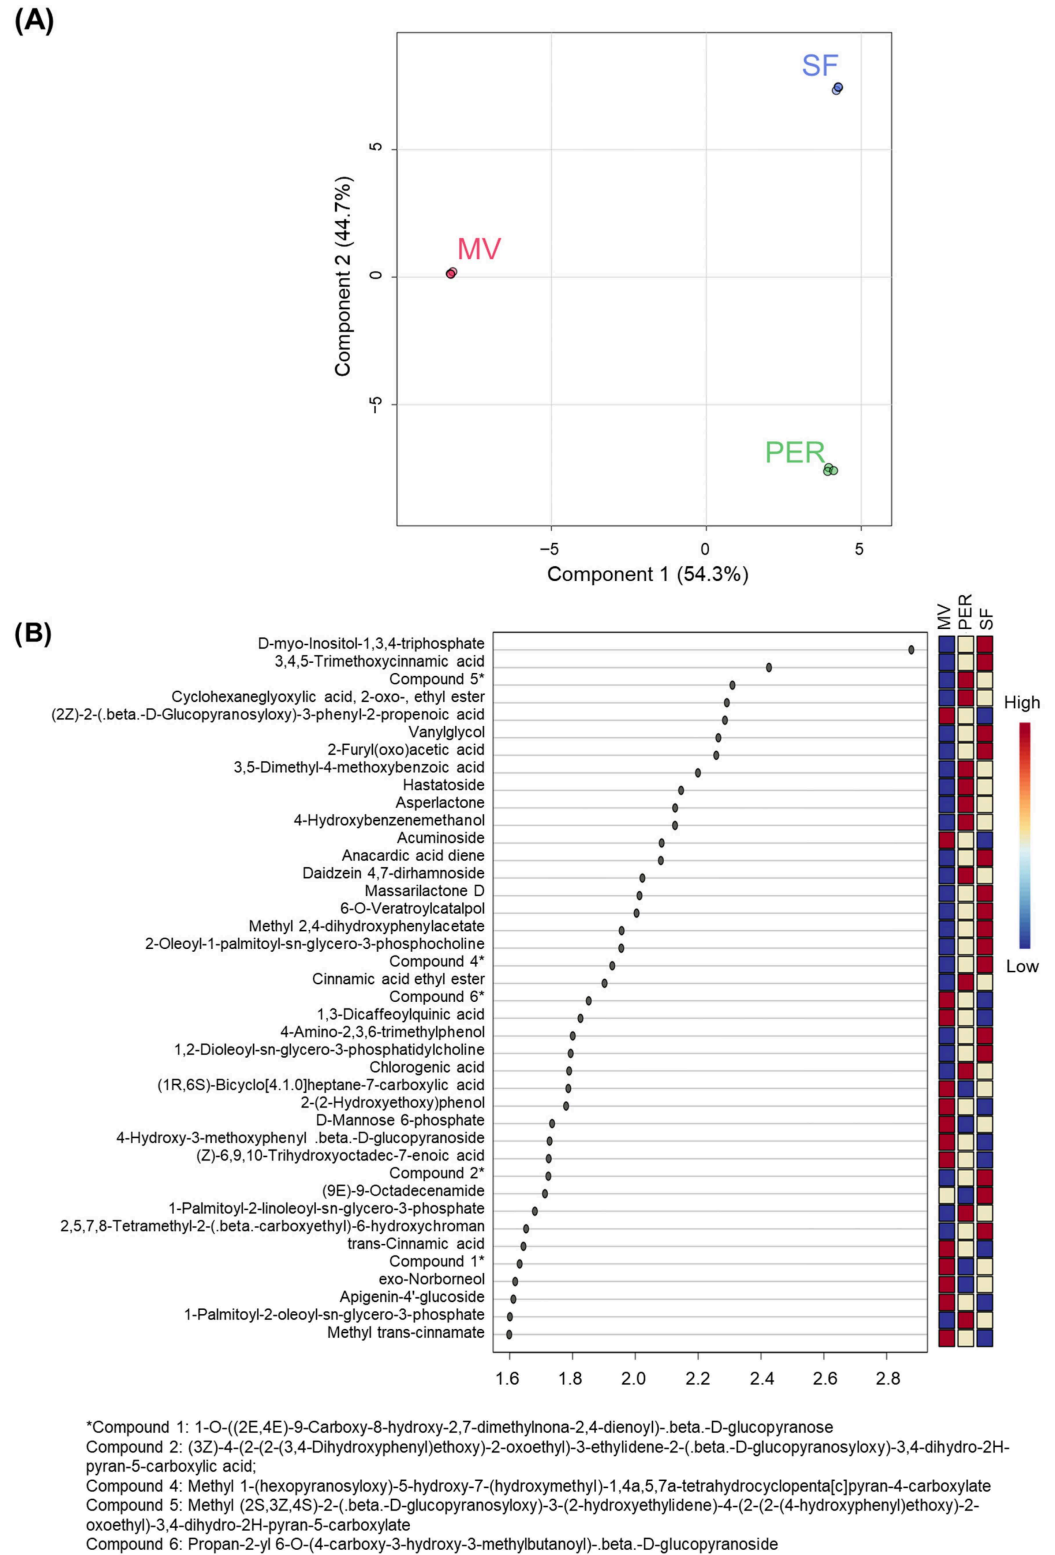 (A)
SF
MV
PER
5
0
−5
Component 2 (44.7%)
−5
0
5
Component 1 (54.3%)
(B)
MV
PER
SF
D-myo-Inositol-1,3,4-triphosphate
3,4,5-Trimethoxycinnamic acid
Compound 5*
Cyclohexaneglyoxylic acid, 2-oxo-, ethyl ester
(2Z)-2-(.beta.-D-Glucopyranosyloxy)-3-phenyl-2-propenoic acid
Vanylglycol
2-Furyl(oxo)acetic acid
3,5-Dimethyl-4-methoxybenzoic acid
Hastatoside
Asperlactone
4-Hydroxybenzenemethanol
Acuminoside
Anacardic acid diene
Daidzein 4,7-dirhamnoside
Massarilactone D
6-O-Veratroylcatalpol
Methyl 2,4-dihydroxyphenylacetate
2-Oleoyl-1-palmitoyl-sn-glycero-3-phosphocholine
Compound 4*
Cinnamic acid ethyl ester
Compound 6*
1,3-Dicaffeoylquinic acid
4-Amino-2,3,6-trimethylphenol
1,2-Dioleoyl-sn-glycero-3-phosphatidylcholine
Chlorogenic acid
(1R,6S)-Bicyclo[4.1.0]heptane-7-carboxylic acid
2-(2-Hydroxyethoxy)phenol
D-Mannose 6-phosphate
4-Hydroxy-3-methoxyphenyl .beta.-D-glucopyranoside
(Z)-6,9,10-Trihydroxyoctadec-7-enoic acid
Compound 2*
(9E)-9-Octadecenamide
1-Palmitoyl-2-linoleoyl-sn-glycero-3-phosphate
2,5,7,8-Tetramethyl-2-(.beta.-carboxyethyl)-6-hydroxychroman
trans-Cinnamic acid
Compound 1*
exo-Norborneol
Apigenin-4'-glucoside
1-Palmitoyl-2-oleoyl-sn-glycero-3-phosphate
Methyl trans-cinnamate
High
Low
1.6 1.8 2.0 2.2 2.4 2.6 2.8
*Compound 1: 1-O-((2E,4E)-9-Carboxy-8-hydroxy-2,7-dimethylnona-2,4-dienoyl)-.beta.-D-glucopyranose
Compound 2: (3Z)-4-(2-(2-(3,4-Dihydroxyphenyl)ethoxy)-2-oxoethyl)-3-ethylidene-2-(.beta.-D-glucopyranosyloxy)-3,4-dihydro-2H-
pyran-5-carboxylic acid;
Compound 4: Methyl 1-(hexopyranosyloxy)-5-hydroxy-7-(hydroxymethyl)-1,4a,5,7a-tetrahydrocyclopenta[c]pyran-4-carboxylate
Compound 5: Methyl (2S,3Z,4S)-2-(.beta.-D-glucopyranosyloxy)-3-(2-hydroxyethylidene)-4-(2-(2-(4-hydroxyphenyl)ethoxy)-2-
oxoethyl)-3,4-dihydro-2H-pyran-5-carboxylate
Compound 6: Propan-2-yl 6-O-(4-carboxy-3-hydroxy-3-methylbutanoyl)-.beta.-D-glucopyranoside